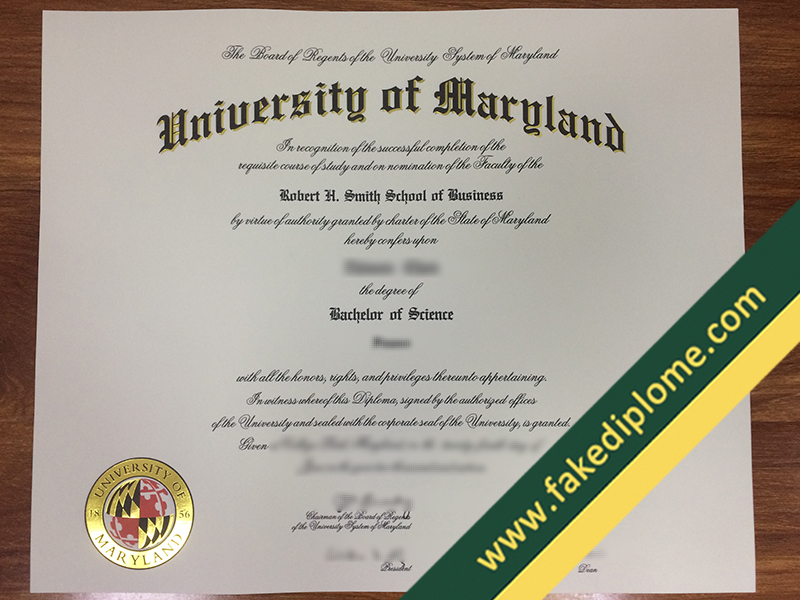 The Board of Regents of the University System of Maryland
University of Maryland
In recognition of the successful completion of the
requisite course of study and on nomination of the Faculty of the
Robert H. Smith School of Business
by virtue of authority granted by charter of the State of Maryland
hereby confers upon
the degree of
Bachelor of Science
with all the honors, rights, and privileges thereunto appertaining.
In witness whereof this Diploma, signed by the authorized offices
of the University and sealed with the corporate seal of the University, is granted.
Given
UNIVERSITY OF
18 56
MARYLAND
Chairman of the Board of Regents
of the University System of Maryland
President
Dean
www.fakediplome.com